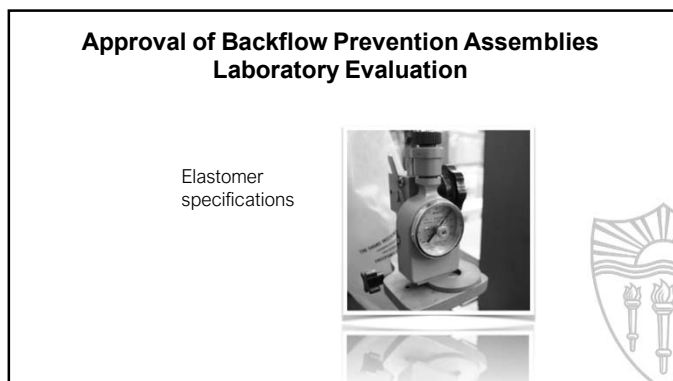 Approval of Backflow Prevention Assemblies
Laboratory Evaluation
Elastomer
specifications